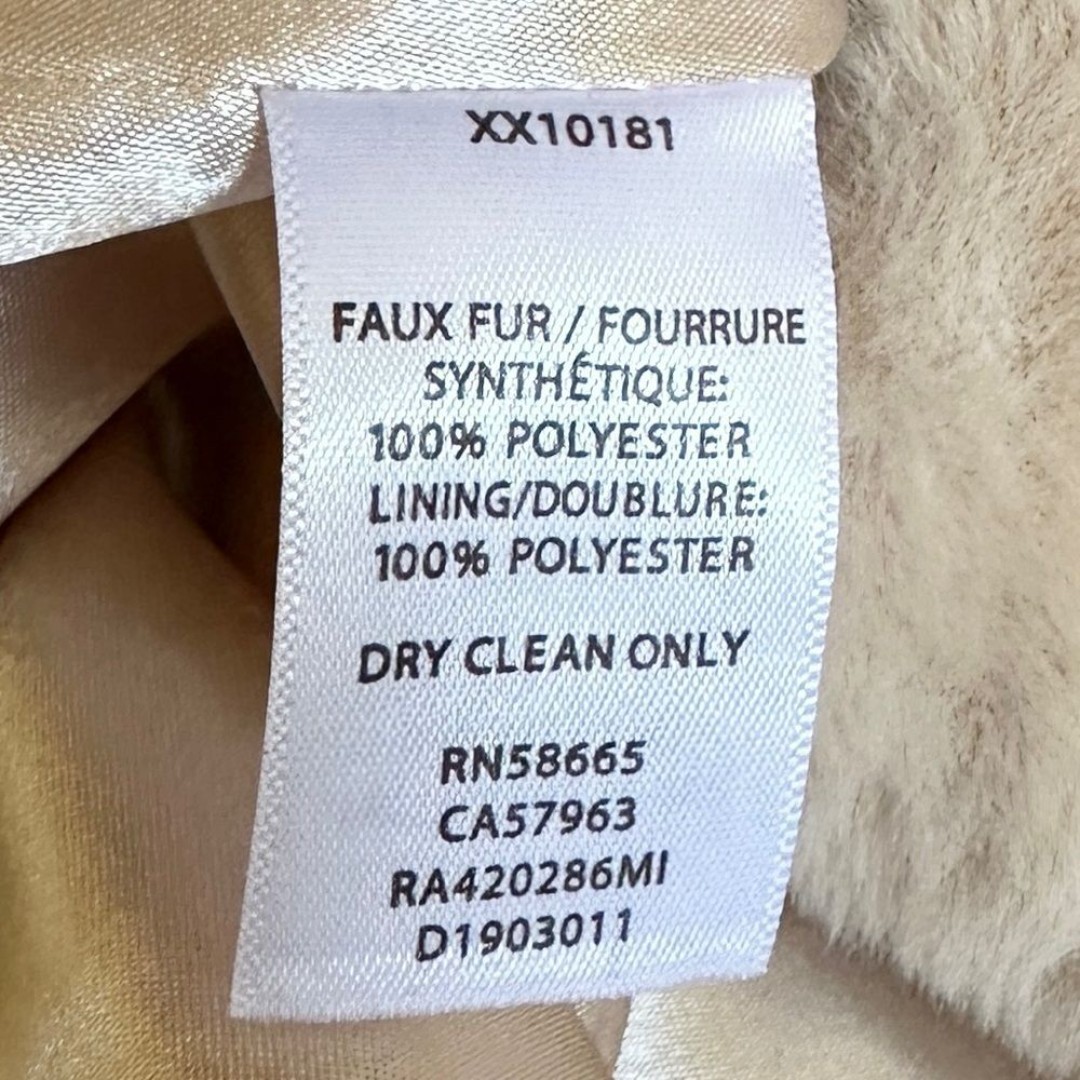 XX10181
FAUX FUR / FOURRURE
SYNTHÉTIQUE:
100% POLYESTER
LINING/DOUBLURE:
100% POLYESTER
DRY CLEAN ONLY
RN58665
CA57963
RA420286MI
D1903011